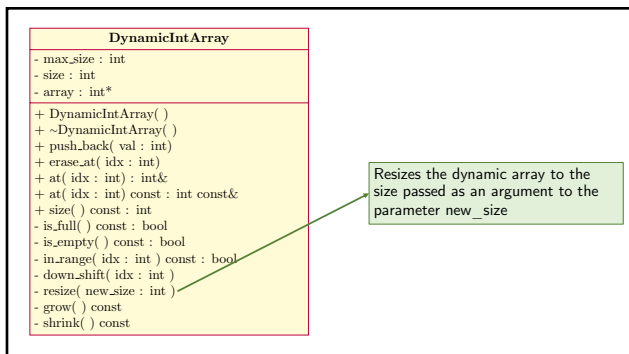 DynamicIntArray
- max_size : int
- size : int
- array : int*
+ DynamicIntArray( )
+ ~DynamicIntArray( )
+ push_back( val : int)
+ erase_at( idx : int)
+ at( idx : int) : int&
+ at( idx : int) const : int const&
+ size( ) const : int
- is_full( ) const : bool
- is_empty( ) const : bool
- in_range( idx : int ) const : bool
- down_shift( idx : int )
- resize( new_size : int )
- grow( ) const
- shrink( ) const
Resizes the dynamic array to the
size passed as an argument to the
parameter new_size